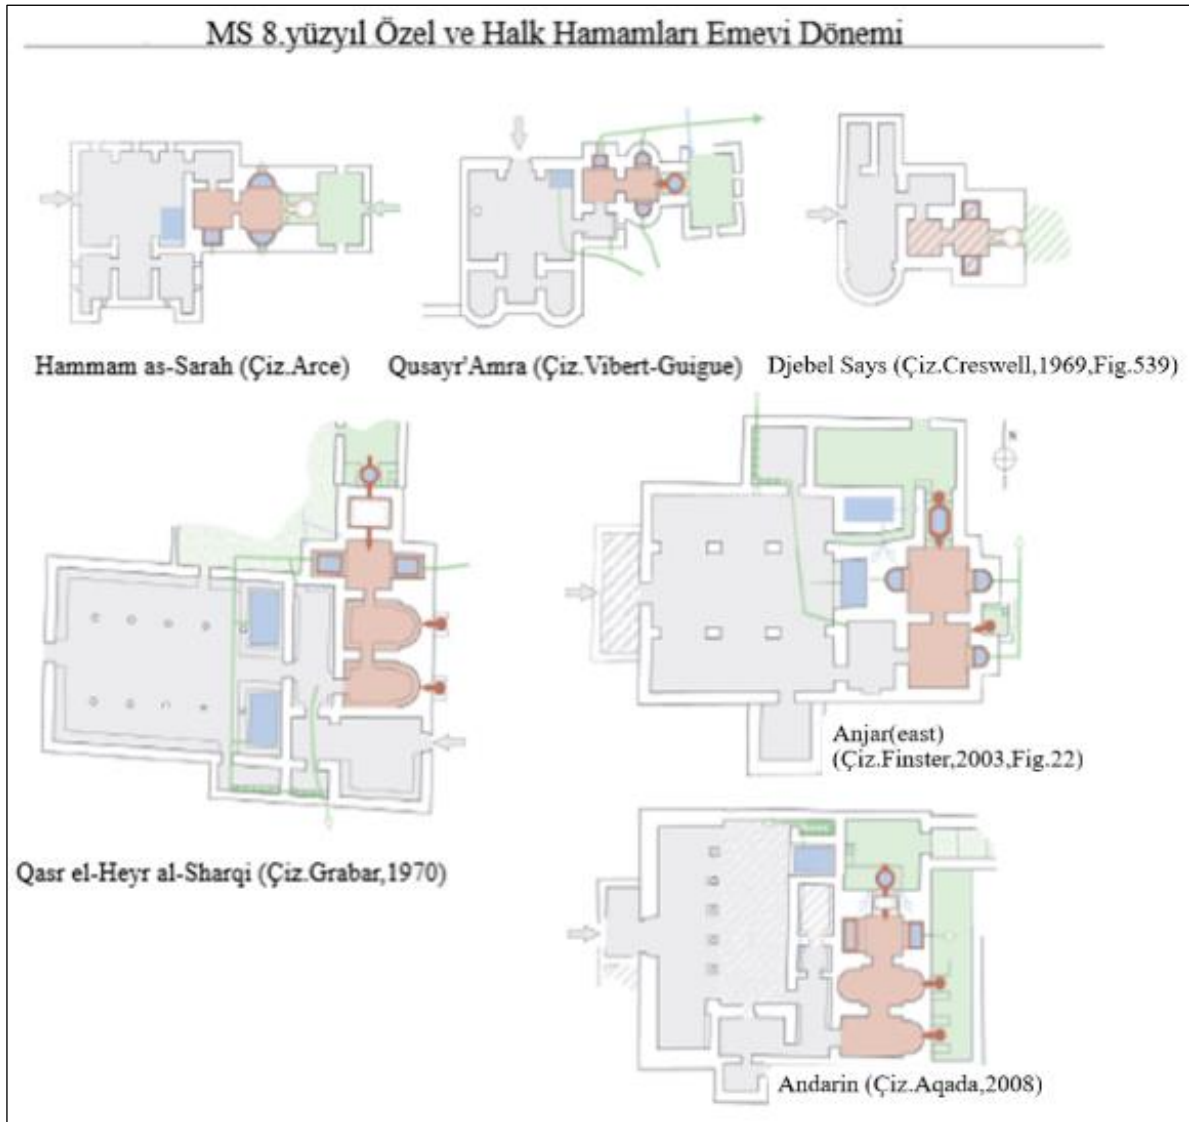 MS 8.yüzyıl Özel ve Halk Hamamları Emevi Dönemi
Hammam as-Sarah (Çiz.Arce)
Qusayr'Amra (Çiz.Vibert-Guigue)
Djebel Says (Çiz.Creswell,1969,Fig.539)
N
Anjar(east)
(Çiz.Finster,2003,Fig.22)
Qasr el-Heyr al-Sharqi (Çiz.Grabar,1970)
Andarin (Çiz.Aqada,2008)